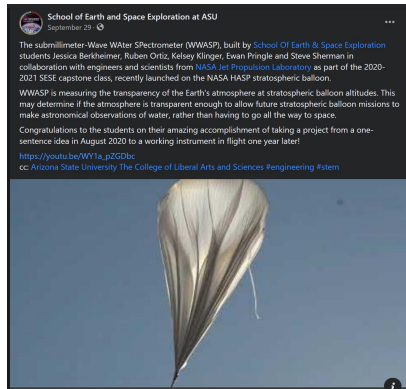 School of Earth and Space Exploration at ASU
September 29 ·
The submillimeter-Wave WAter SPectrometer (WWASP), built by School Of Earth & Space Exploration
students Jessica Berkheimer, Ruben Ortiz, Kelsey Klinger, Ewan Pringle and Steve Sherman in
collaboration with engineers and scientists from NASA Jet Propulsion Laboratory as part of the 2020-
2021 SESE capstone class, recently launched on the NASA HASP stratospheric balloon.
WWASP is measuring the transparency of the Earth's atmosphere at stratospheric balloon altitudes. This
may determine if the atmosphere is transparent enough to allow future stratospheric balloon missions to
make astronomical observations of water, rather than having to go all the way to space.
Congratulations to the students on their amazing accomplishment of taking a project from a one-
sentence idea in August 2020 to a working instrument in flight one year later!
https://youtu.be/WY1a_pZGDbc
cc: Arizona State University The College of Liberal Arts and Sciences #engineering #stem